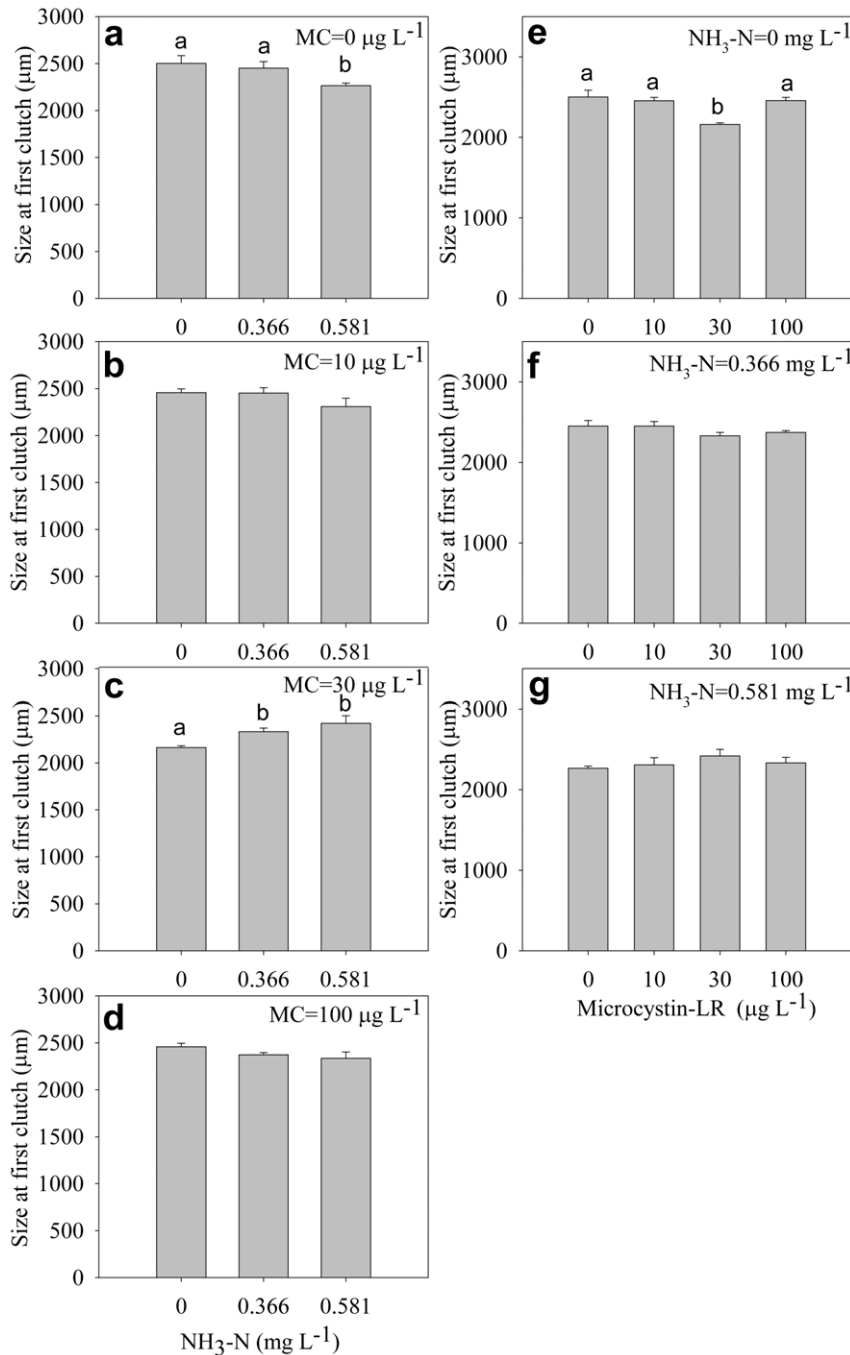 a
MC=0 μg L-1
a a b
Size at first clutch (μm)
3000
2500
2000
1500
1000
500
0
0 0.366 0.581
b
MC=10 μg L-1
Size at first clutch (μm)
3000
2500
2000
1500
1000
500
0
0 0.366 0.581
c
MC=30 μg L-1
a b b
Size at first clutch (μm)
3000
2500
2000
1500
1000
500
0
0 0.366 0.581
d
MC=100 μg L-1
Size at first clutch (μm)
3000
2500
2000
1500
1000
500
0
0 0.366 0.581
NH3-N (mg L-1)
e
NH3-N=0 mg L-1
a a b a
Size at first clutch (μm)
3000
2000
1000
0
0 10 30 100
f
NH3-N=0.366 mg L-1
Size at first clutch (μm)
3000
2000
1000
0
0 10 30 100
g
NH3-N=0.581 mg L-1
Size at first clutch (μm)
3000
2000
1000
0
0 10 30 100
Microcystin-LR (μg L-1)